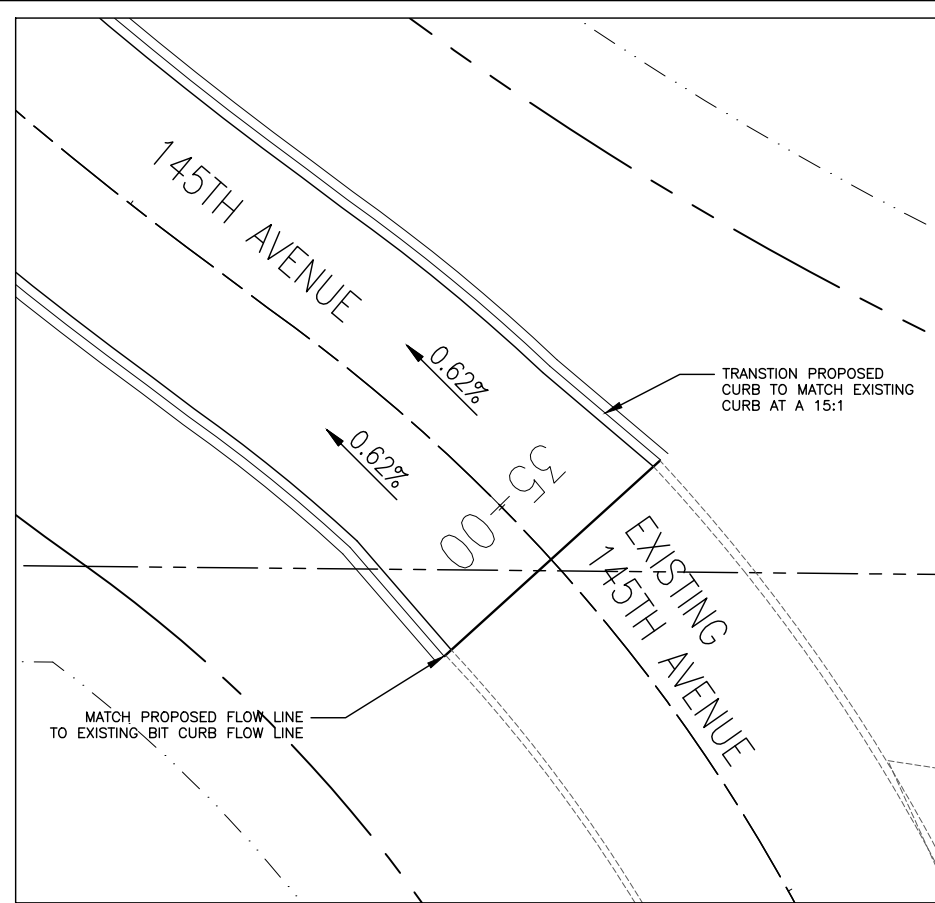 145TH AVENUE
0.62%
TRANSTION PROPOSED
CURB TO MATCH EXISTING
CURB AT A 15:1
0.62%
35+00
EXISTING
145TH AVENUE
MATCH PROPOSED FLOW LINE
TO EXISTING BIT CURB FLOW LINE